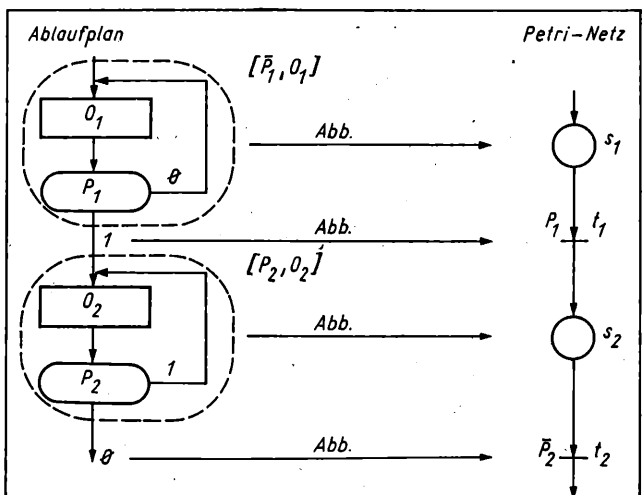 Ablaufplan Petri-Netz
[P̄₁, O₁]
O₁
Abb. s₁
P₁ 0
P₁ t₁
1 Abb.
[P₂, O₂]
O₂
Abb. s₂
P₂ 1
Abb. P̄₂ t₂
0